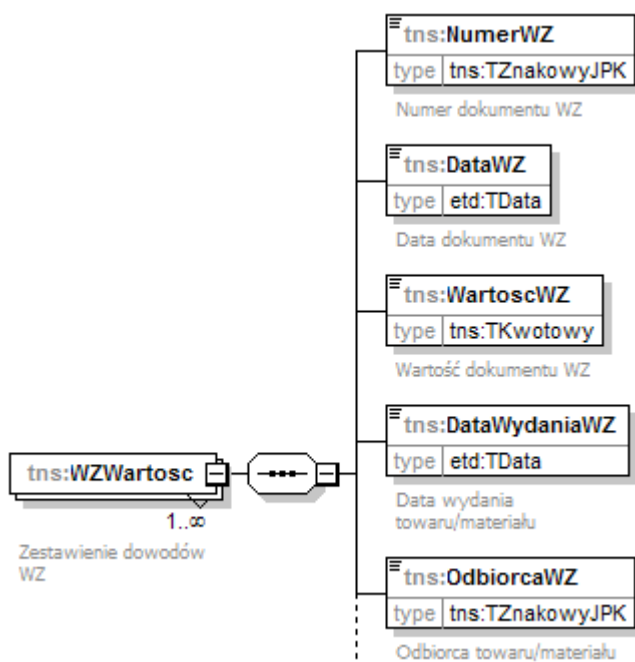 tns:NumerWZ
type tns:TZnakowyJPK
Numer dokumentu WZ
tns:DataWZ
type etd:TData
Data dokumentu WZ
tns:WartoscWZ
type tns:TKwotowy
Wartość dokumentu WZ
tns:DataWydaniaWZ
type etd:TData
Data wydania
towaru/materiału
tns:WZWartosc
1..∞
Zestawienie dowodów
WZ
tns:OdbiorcaWZ
type tns:TZnakowyJPK
Odbiorca towaru/materiału